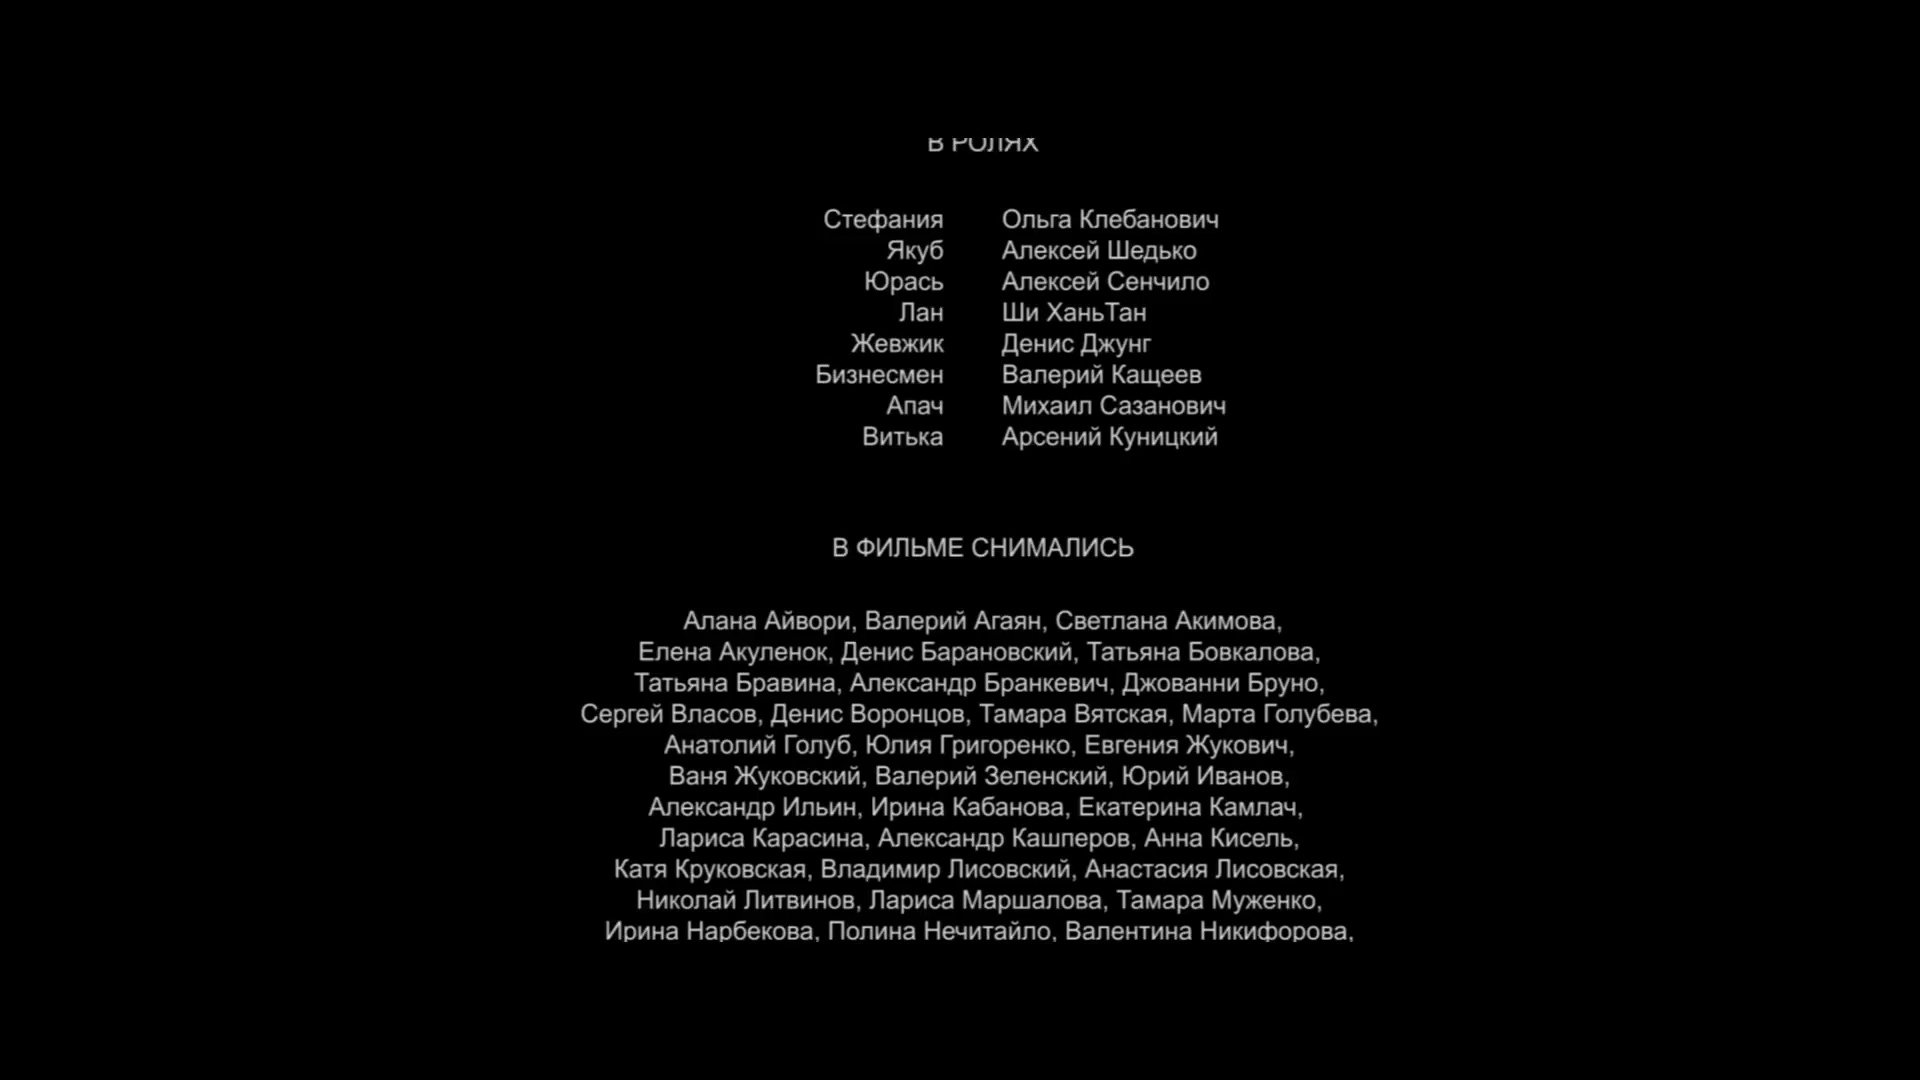 В РОЛЯХ
Стефания Ольга Клебанович
Якуб Алексей Шедько
Юрась Алексей Сенчило
Лан Ши ХаньТан
Жевжик Денис Джунг
Бизнесмен Валерий Кащеев
Апач Михаил Сазанович
Витька Арсений Куницкий
В ФИЛЬМЕ СНИМАЛИСЬ
Алана Айвори, Валерий Агаян, Светлана Акимова,
Елена Акуленок, Денис Барановский, Татьяна Бовкалова,
Татьяна Бравина, Александр Бранкевич, Джованни Бруно,
Сергей Власов, Денис Воронцов, Тамара Вятская, Марта Голубева,
Анатолий Голуб, Юлия Григоренко, Евгения Жукович,
Ваня Жуковский, Валерий Зеленский, Юрий Иванов,
Александр Ильин, Ирина Кабанова, Екатерина Камлач,
Лариса Карасина, Александр Кашперов, Анна Кисель,
Катя Круковская, Владимир Лисовский, Анастасия Лисовская,
Николай Литвинов, Лариса Маршалова, Тамара Муженко,
Ирина Нарбекова, Полина Нечитайло, Валентина Никифорова,